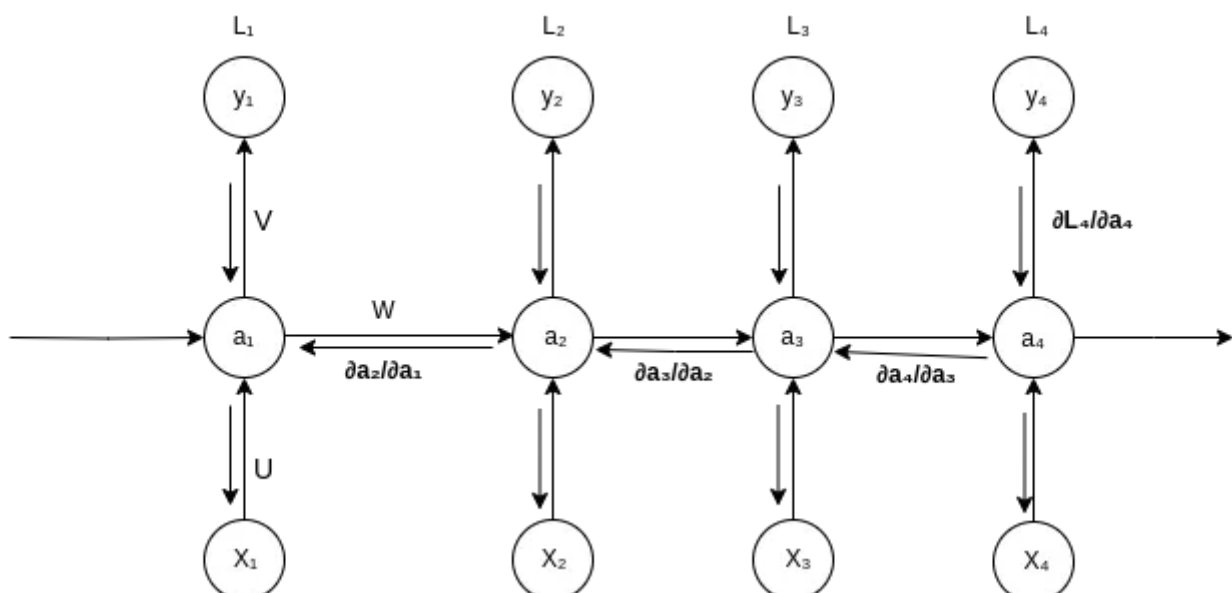 L₁ L₂ L₃ L₄
y₁ y₂ y₃ y₄
V ∂L₄/∂a₄
W
a₁ a₂ a₃ a₄
∂a₂/∂a₁ ∂a₃/∂a₂ ∂a₄/∂a₃
U
X₁ X₂ X₃ X₄